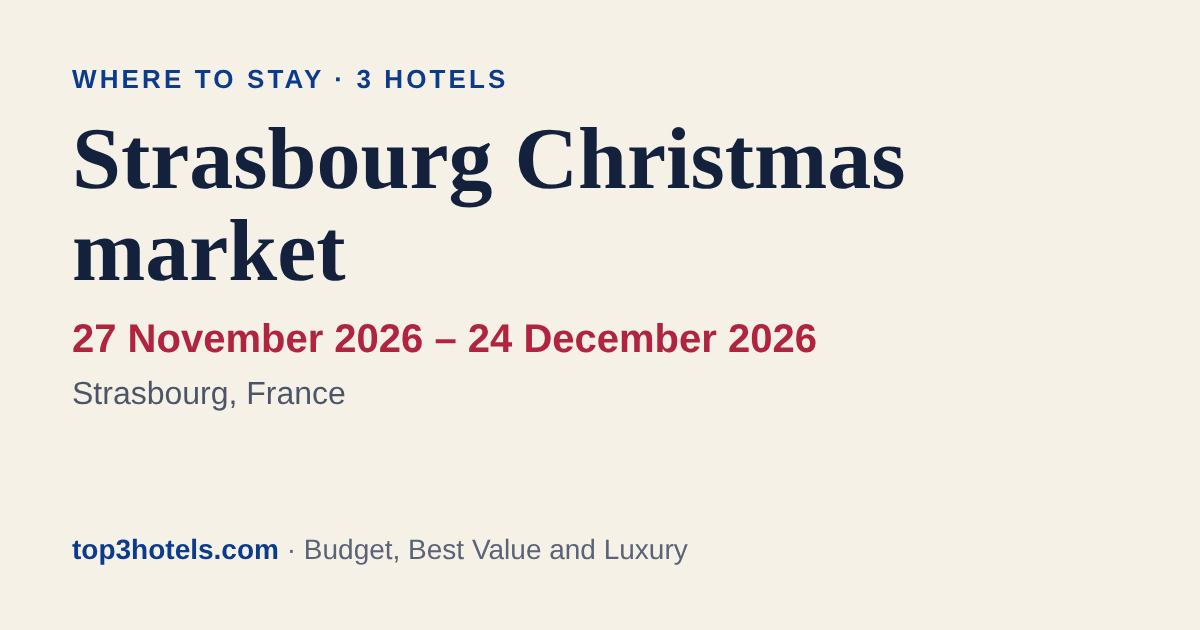 WHERE TO STAY · 3 HOTELS
Strasbourg Christmas
market
27 November 2026 – 24 December 2026
Strasbourg, France
top3hotels.com · Budget, Best Value and Luxury